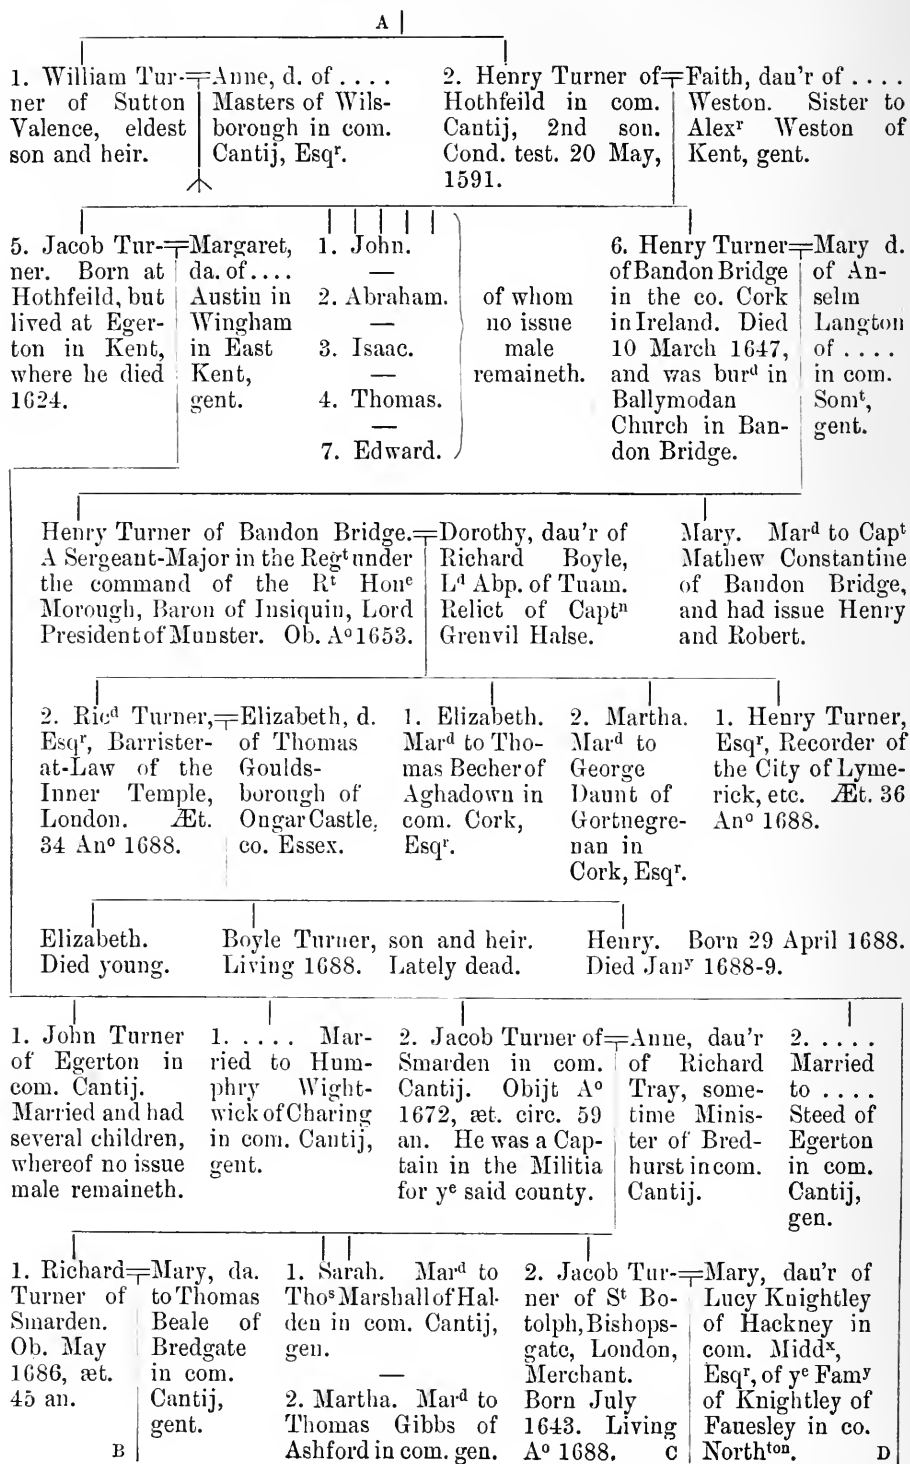 A
1. William Tur-
ner of Sutton
Valence, eldest
son and heir.
Anne, d. of . . . .
Masters of Wils-
borough in com.
Cantij, Esqʳ.
2. Henry Turner of
Hothfeild in com.
Cantij, 2nd son.
Cond. test. 20 May,
1591.
Faith, dau'r of . . . .
Weston. Sister to
Alexʳ Weston of
Kent, gent.
5. Jacob Tur-
ner. Born at
Hothfeild, but
lived at Eger-
ton in Kent,
where he died
1624.
Margaret,
da. of . . . .
Austin in
Wingham
in East
Kent,
gent.
1. John.
—
2. Abraham.
—
3. Isaac.
—
4. Thomas.
—
7. Edward.
of whom
no issue
male
remaineth.
6. Henry Turner
of Bandon Bridge
in the co. Cork
in Ireland. Died
10 March 1647,
and was burᵈ in
Ballymodan
Church in Ban-
don Bridge.
Mary d.
of An-
selm
Langton
of . . . .
in com.
Somᵗ,
gent.
Henry Turner of Bandon Bridge.
A Sergeant-Major in the Regᵗ under
the command of the Rᵗ Honᵉ
Morough, Baron of Insiquin, Lord
President of Munster. Ob. Aᵒ 1653.
Dorothy, dau'r of
Richard Boyle,
Lᵈ Abp. of Tuam.
Relict of Captⁿ
Grenvil Halse.
Mary. Marᵈ to Capᵗ
Mathew Constantine
of Bandon Bridge,
and had issue Henry
and Robert.
2. Ricᵈ Turner,
Esqʳ, Barrister-
at-Law of the
Inner Temple,
London. Æt.
34 Anᵒ 1688.
Elizabeth, d.
of Thomas
Goulds-
borough of
Ongar Castle,
co. Essex.
1. Elizabeth.
Marᵈ to Tho-
mas Becher of
Aghadown in
com. Cork,
Esqʳ.
2. Martha.
Marᵈ to
George
Daunt of
Gortnegre-
nan in
Cork, Esqʳ.
1. Henry Turner,
Esqʳ, Recorder of
the City of Lyme-
rick, etc. Æt. 36
Anᵒ 1688.
Elizabeth.
Died young.
Boyle Turner, son and heir.
Living 1688. Lately dead.
Henry. Born 29 April 1688.
Died Janʸ 1688-9.
1. John Turner
of Egerton in
com. Cantij.
Married and had
several children,
whereof no issue
male remaineth.
1. . . . . Mar-
ried to Hum-
phry Wight-
wick of Charing
in com. Cantij,
gent.
2. Jacob Turner of
Smarden in com.
Cantij. Obijt Aᵒ
1672, æt. circ. 59
an. He was a Cap-
tain in the Militia
for yᵉ said county.
Anne, dau'r
of Richard
Tray, some-
time Minis-
ter of Bred-
hurst in com.
Cantij.
2. . . . .
Married
to . . . .
Steed of
Egerton
in com.
Cantij,
gen.
1. Richard
Turner of
Smarden.
Ob. May
1686, æt.
45 an.
B
Mary, da.
to Thomas
Beale of
Bredgate
in com.
Cantij,
gent.
1. Sarah. Marᵈ to
Thoˢ Marshall of Hal-
den in com. Cantij,
gen.
—
2. Martha. Marᵈ to
Thomas Gibbs of
Ashford in com. gen.
2. Jacob Tur-
ner of Sᵗ Bo-
tolph, Bishops-
gate, London,
Merchant.
Born July
1643. Living
Aᵒ 1688. C
Mary, dau'r of
Lucy Knightley
of Hackney in
com. Middˣ,
Esqʳ, of yᵉ Famʸ
of Knightley of
Fauesley in co.
Northᵗᵒⁿ. D